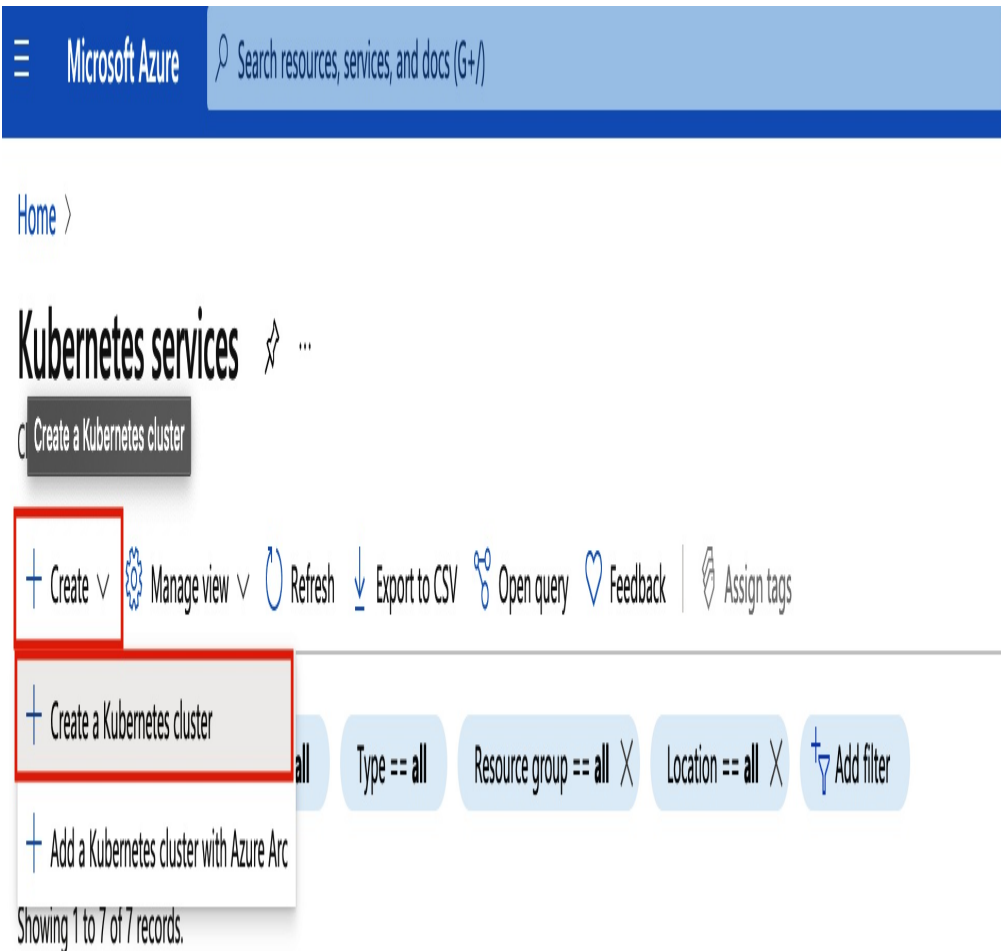 Microsoft Azure Search resources, services, and docs (G+/)
Home >
Kubernetes services ...
Create a Kubernetes cluster
+ Create Manage view Refresh Export to CSV Open query Feedback Assign tags
+ Create a Kubernetes cluster
all Type == all Resource group == all Location == all Add filter
+ Add a Kubernetes cluster with Azure Arc
Showing 1 to 7 of 7 records.